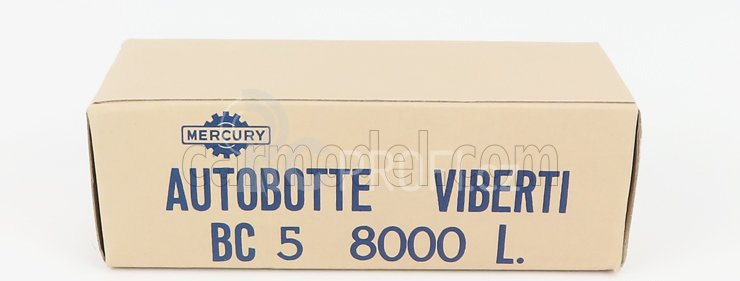 MERCURY
carmodel.com
AUTOBOTTE VIBERTI
BC 5 8000 L.